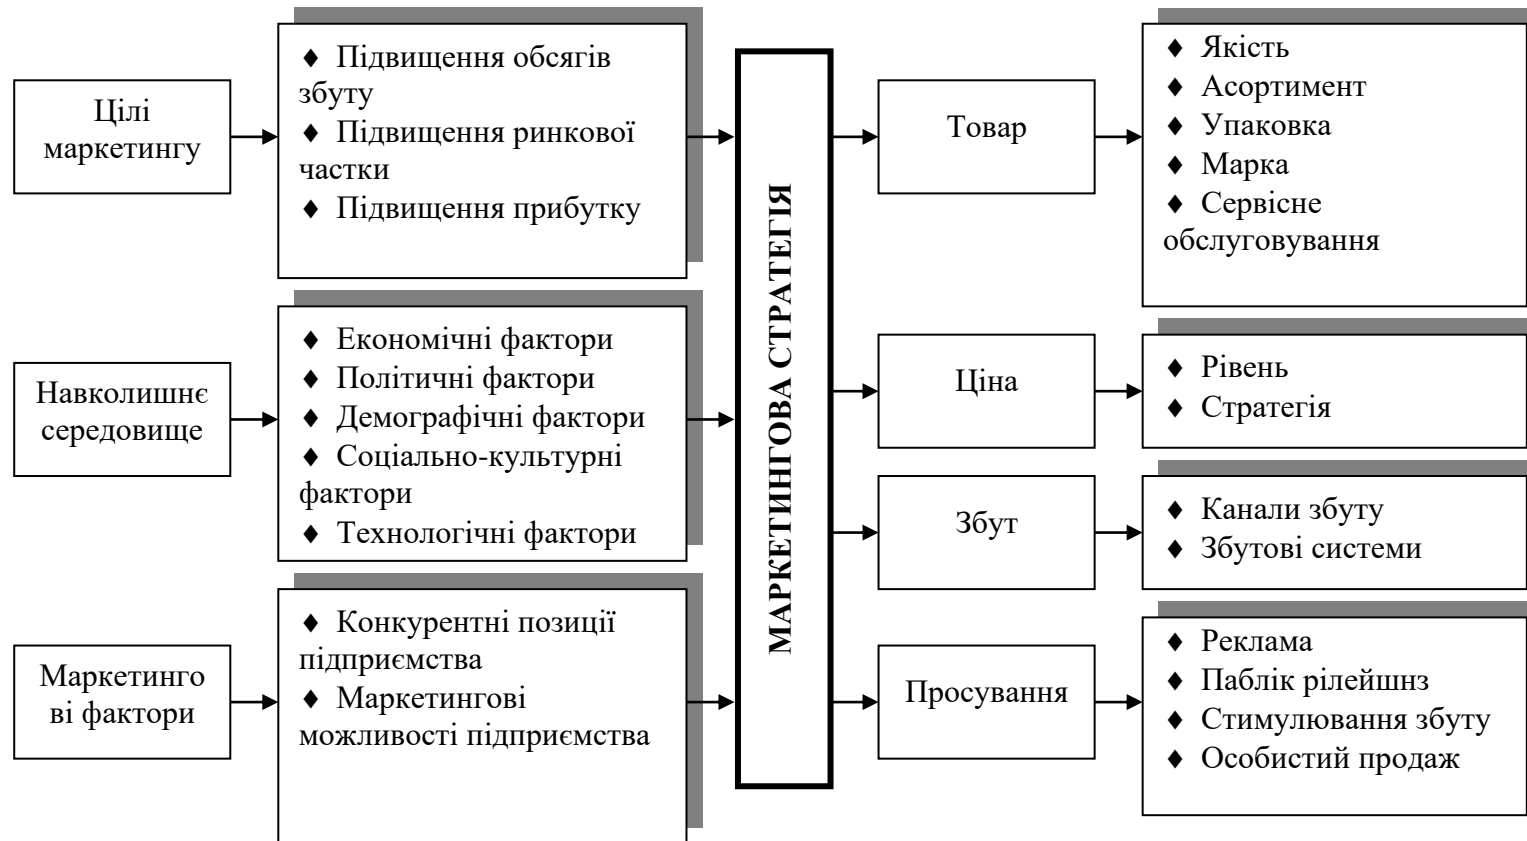 Цілі
маркетингу
♦ Підвищення обсягів
збуту
♦ Підвищення ринкової
частки
♦ Підвищення прибутку
Навколишнє
середовище
♦ Економічні фактори
♦ Політичні фактори
♦ Демографічні фактори
♦ Соціально-культурні
фактори
♦ Технологічні фактори
Маркетинго
ві фактори
♦ Конкурентні позиції
підприємства
♦ Маркетингові
можливості підприємства
МАРКЕТИНГОВА СТРАТЕГІЯ
Товар
♦ Якість
♦ Асортимент
♦ Упаковка
♦ Марка
♦ Сервісне
обслуговування
Ціна
♦ Рівень
♦ Стратегія
Збут
♦ Канали збуту
♦ Збутові системи
Просування
♦ Реклама
♦ Паблік рілейшнз
♦ Стимулювання збуту
♦ Особистий продаж